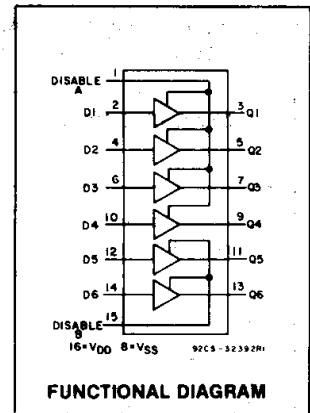 DISABLE 1
A
D1 2 3 Q1
D2 4 5 Q2
D3 6 7 Q3
D4 10 9 Q4
D5 12 11 Q5
D6 14 13 Q6
DISABLE 15
B
16=VDD 8=VSS 92CS-32392R1
FUNCTIONAL DIAGRAM